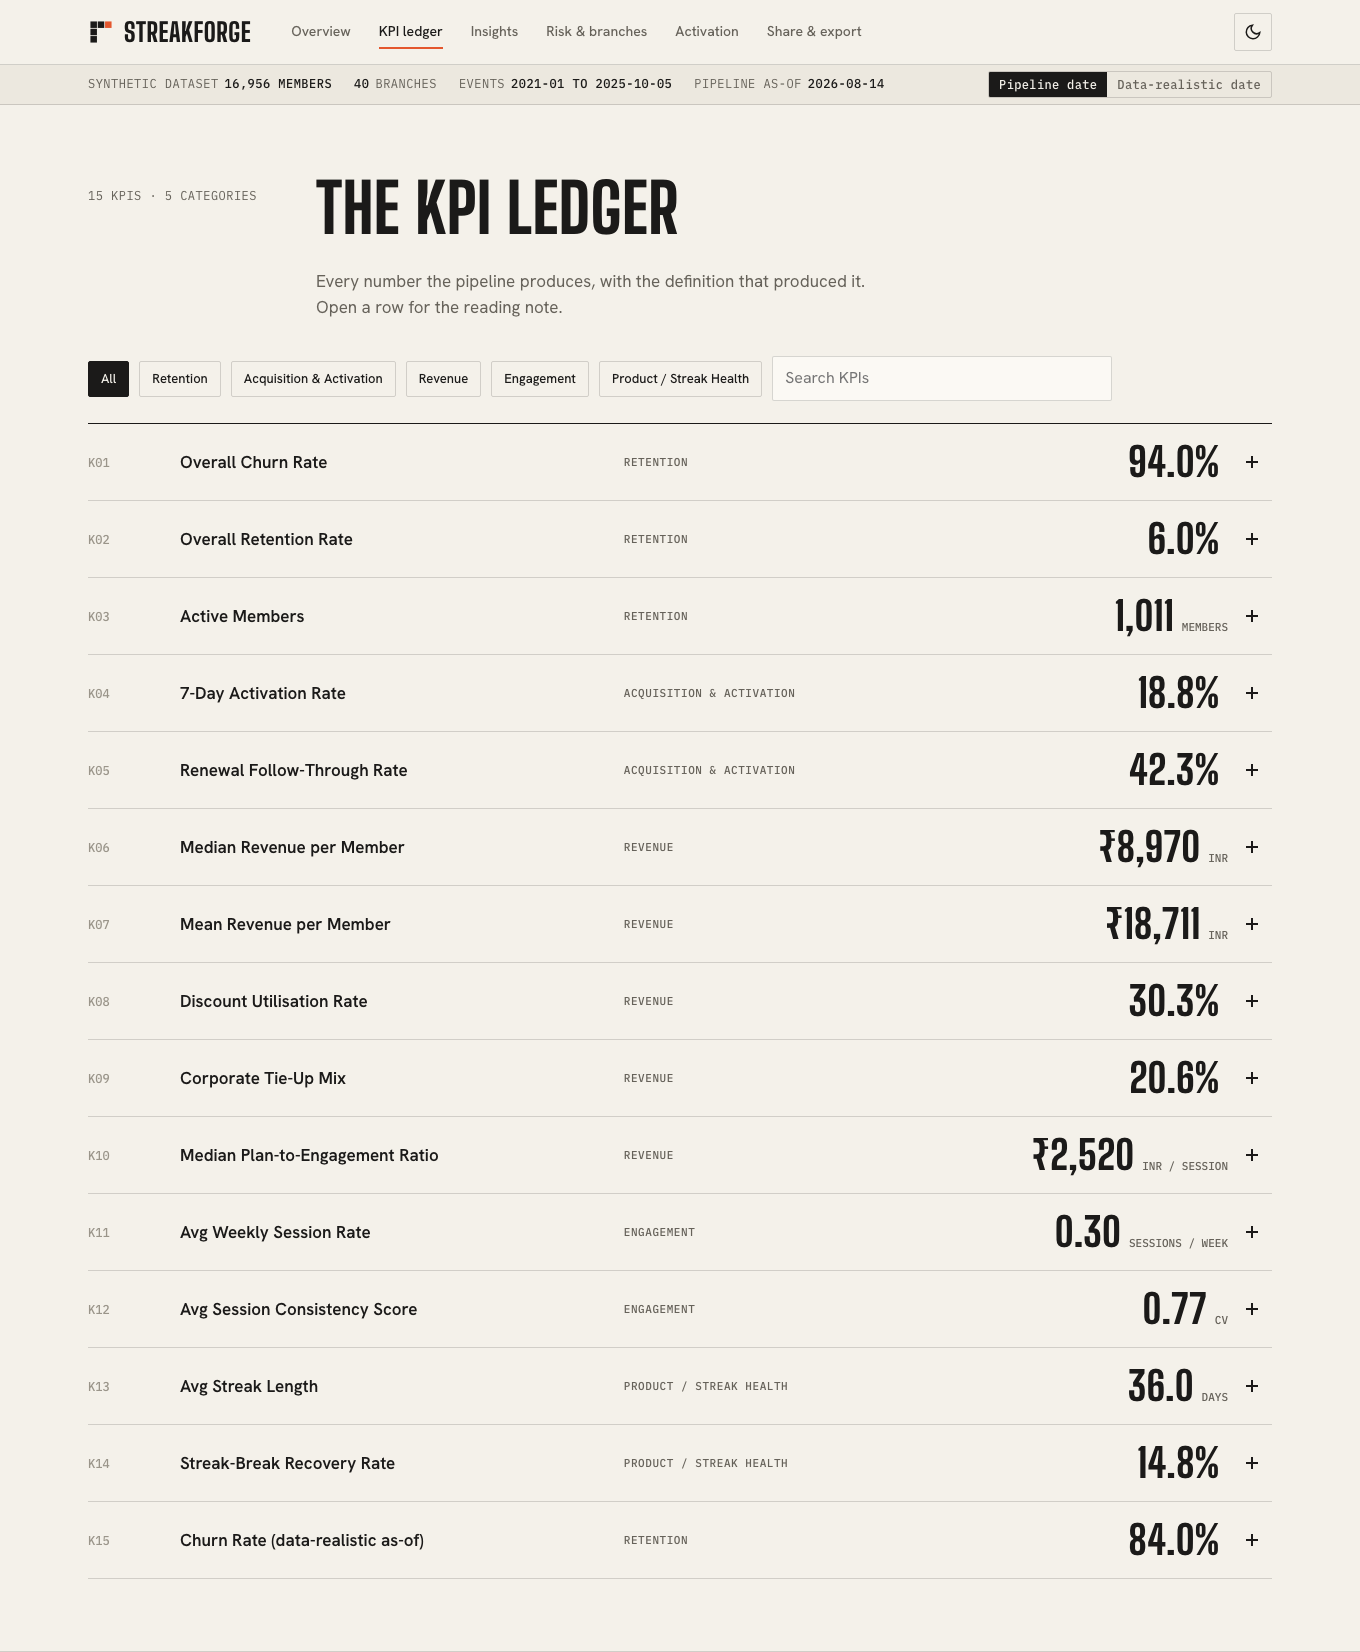 STREAKFORGE Overview KPI ledger Insights Risk & branches Activation Share & export
SYNTHETIC DATASET 16,956 MEMBERS 40 BRANCHES EVENTS 2021-01 TO 2025-10-05 PIPELINE AS-OF 2026-08-14 Pipeline date Data-realistic date
15 KPIS · 5 CATEGORIES
THE KPI LEDGER
Every number the pipeline produces, with the definition that produced it.
Open a row for the reading note.
All Retention Acquisition & Activation Revenue Engagement Product / Streak Health Search KPIs
K01 Overall Churn Rate RETENTION 94.0% +
K02 Overall Retention Rate RETENTION 6.0% +
K03 Active Members RETENTION 1,011 MEMBERS +
K04 7-Day Activation Rate ACQUISITION & ACTIVATION 18.8% +
K05 Renewal Follow-Through Rate ACQUISITION & ACTIVATION 42.3% +
K06 Median Revenue per Member REVENUE ₹8,970 INR +
K07 Mean Revenue per Member REVENUE ₹18,711 INR +
K08 Discount Utilisation Rate REVENUE 30.3% +
K09 Corporate Tie-Up Mix REVENUE 20.6% +
K10 Median Plan-to-Engagement Ratio REVENUE ₹2,520 INR / SESSION +
K11 Avg Weekly Session Rate ENGAGEMENT 0.30 SESSIONS / WEEK +
K12 Avg Session Consistency Score ENGAGEMENT 0.77 CV +
K13 Avg Streak Length PRODUCT / STREAK HEALTH 36.0 DAYS +
K14 Streak-Break Recovery Rate PRODUCT / STREAK HEALTH 14.8% +
K15 Churn Rate (data-realistic as-of) RETENTION 84.0% +